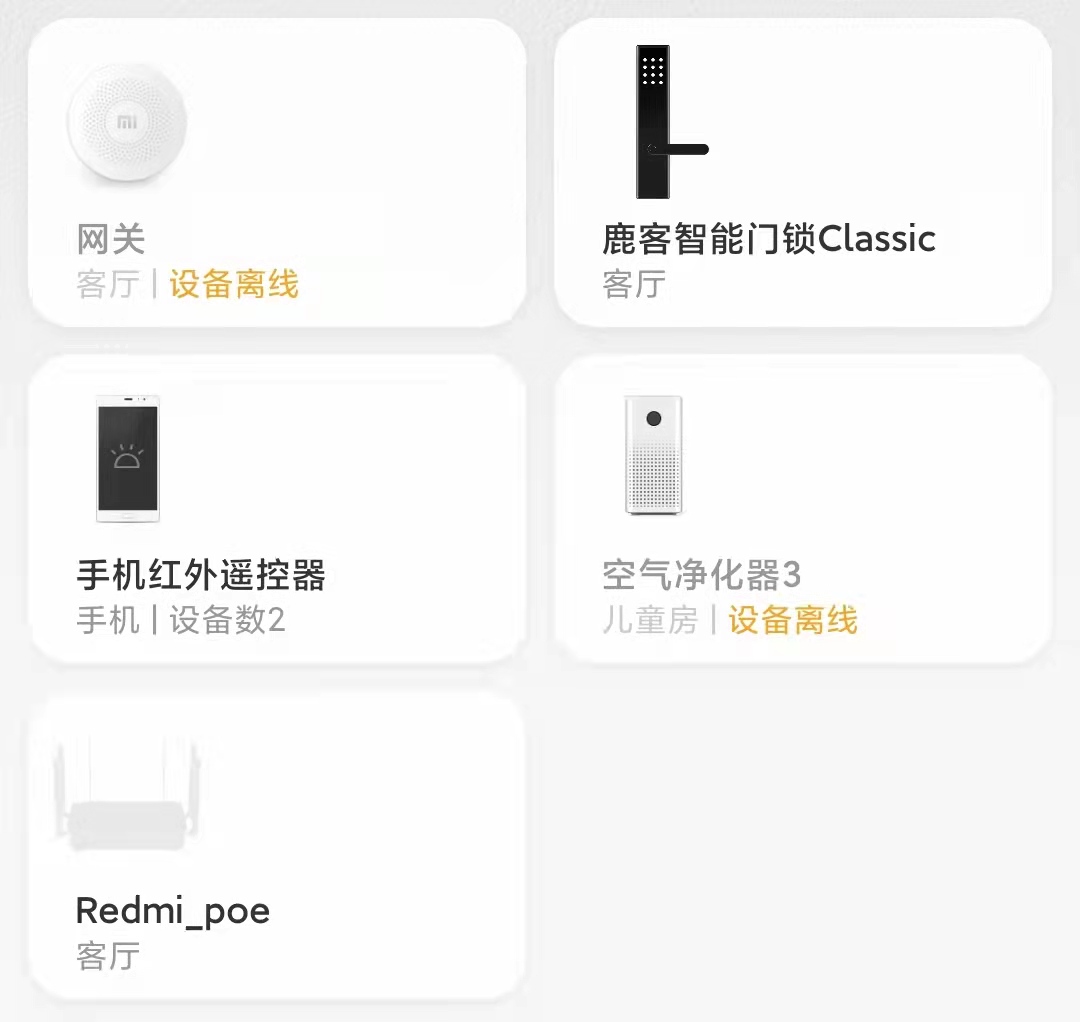 mi
网关
客厅 | 设备离线
鹿客智能门锁Classic
客厅
手机红外遥控器
手机 | 设备数2
空气净化器3
儿童房 | 设备离线
Redmi_poe
客厅